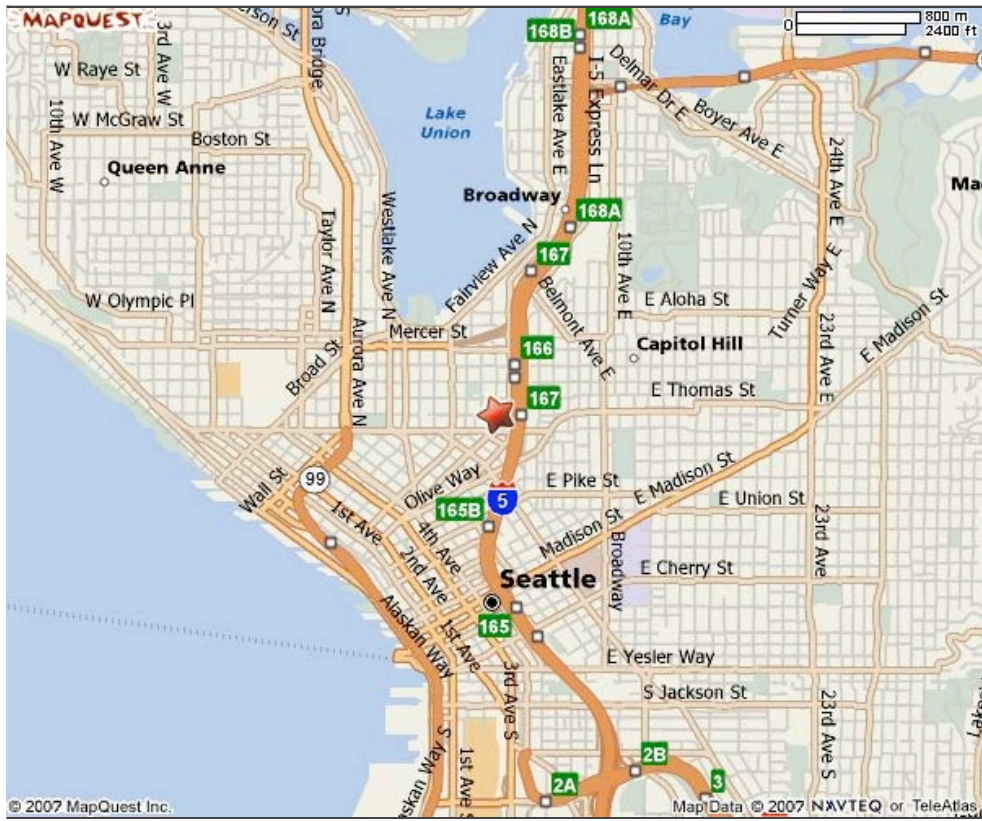 MAPQUEST
3rd Ave W
Aurora Bridge
168A
168B
Bay
0 800 m
2400 ft
W Raye St
10th Ave W
W McGraw St
Boston St
Queen Anne
Lake
Union
Eastlake Ave E
I-5 Express Ln
Delmar Dr E
Boyer Ave E
24th Ave E
Broadway
168A
Westlake Ave N
Taylor Ave N
Fairview Ave N
167
10th Ave E
Turner Way E
W Olympic Pl
Aurora Ave N
Mercer St
Belmont Ave E
E Aloha St
E Madison St
Broad St
166
Capitol Hill
23rd Ave E
E Thomas St
167
Wall St
99
Olive Way
5
E Pike St
E Madison St
E Union St
165B
1st Ave
4th Ave
2nd Ave
Madison St
Broadway
23rd Ave
Seattle
E Cherry St
Alaskan Way
165
1st Ave
3rd Ave S
E Yesler Way
S Jackson St
23rd Ave S
1st Ave S
2B
2A
3
© 2007 MapQuest Inc.
Map Data © 2007 NAVTEQ or TeleAtlas